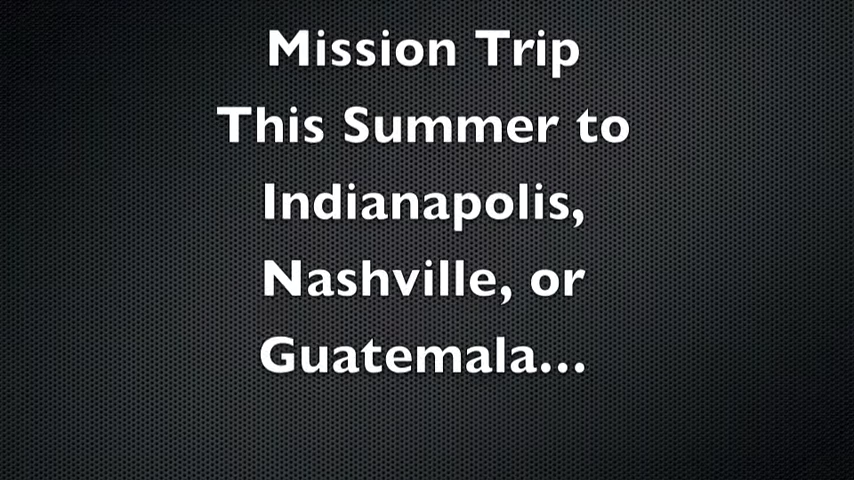 Mission Trip
This Summer to
Indianapolis,
Nashville, or
Guatemala...